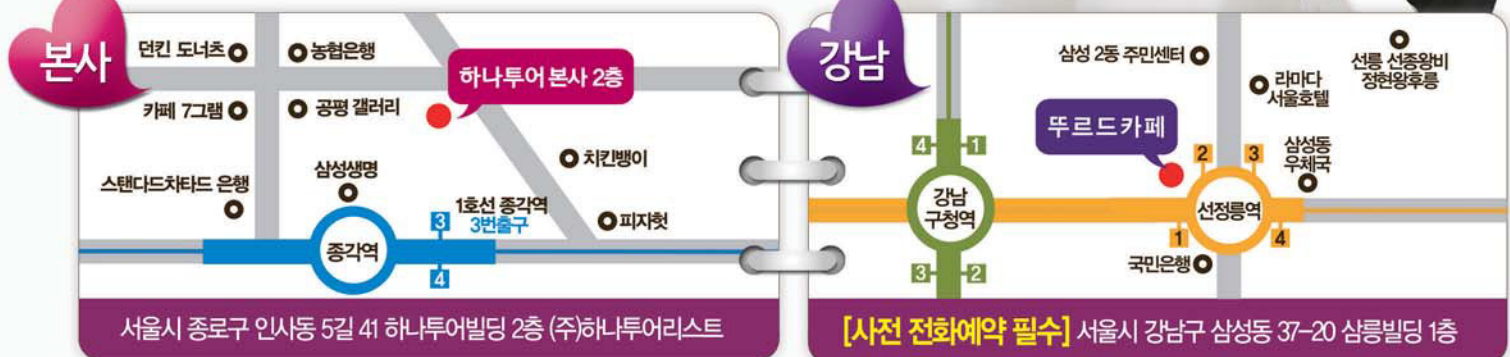 본사
던킨 도너츠
농협은행
하나투어 본사 2층
카페 7그램
공평 갤러리
치킨뱅이
삼성생명
스탠다드차타드 은행
1호선 종각역
3번출구
피자헛
3
종각역
4
서울시 종로구 인사동 5길 41 하나투어빌딩 2층 (주)하나투어리스트
강남
삼성 2동 주민센터
선릉 선종왕비
정현왕후릉
라마다
서울호텔
뚜르드카페
4
1
2
3
삼성동
우체국
강남
구청역
선정릉역
1
4
3
2
국민은행
[사전 전화예약 필수] 서울시 강남구 삼성동 37-20 삼릉빌딩 1층